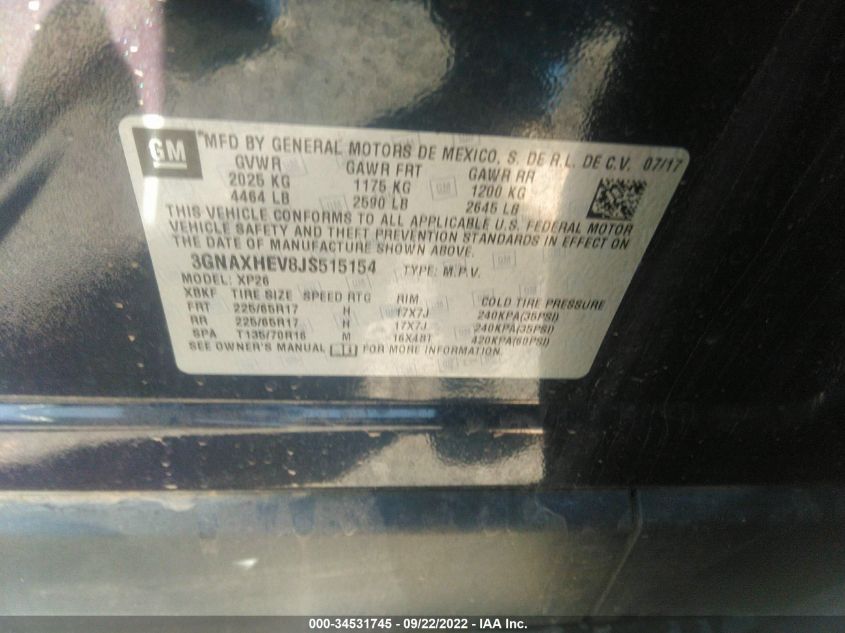 GM
MFD BY GENERAL MOTORS DE MEXICO, S. DE R.L. DE C.V. 07/17
GVWR GAWR FRT GAWR RR
2025 KG 1175 KG 1200 KG
4464 LB 2590 LB 2645 LB
THIS VEHICLE CONFORMS TO ALL APPLICABLE U.S. FEDERAL MOTOR
VEHICLE SAFETY AND THEFT PREVENTION STANDARDS IN EFFECT ON
THE DATE OF MANUFACTURE SHOWN ABOVE.
3GNAXHEV8JS515154 TYPE: M.P.V.
MODEL: XP26
XBKF TIRE SIZE SPEED RTG RIM COLD TIRE PRESSURE
FRT 225/65R17 H 17X7J 240KPA(35PSI)
RR 225/65R17 H 17X7J 240KPA(35PSI)
SPA T135/70R16 M 16X4BT 420KPA(60PSI)
SEE OWNER'S MANUAL FOR MORE INFORMATION.
000-34531745 - 09/22/2022 - IAA Inc.